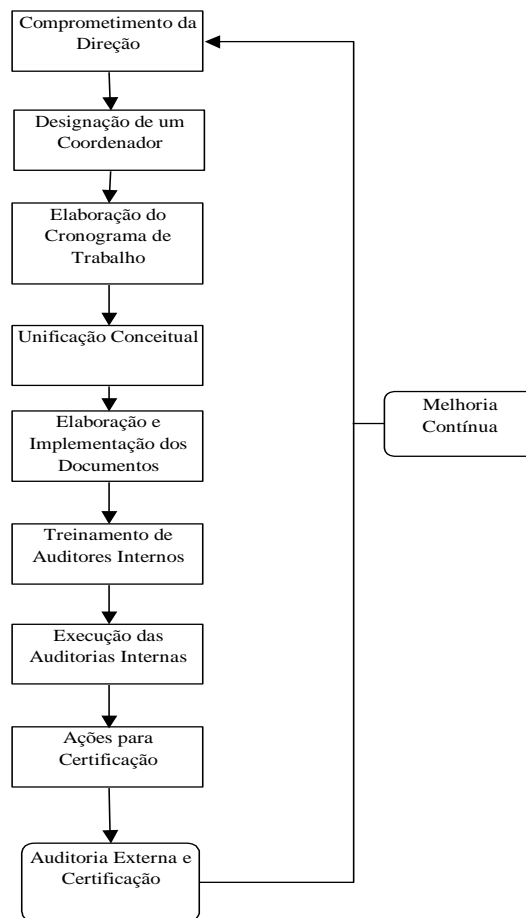 Comprometimento da
Direção
Designação de um
Coordenador
Elaboração do
Cronograma de
Trabalho
Unificação Conceitual
Elaboração e
Implementação dos
Documentos
Treinamento de
Auditores Internos
Execução das
Auditorias Internas
Ações para
Certificação
Auditoria Externa e
Certificação
Melhoria
Contínua